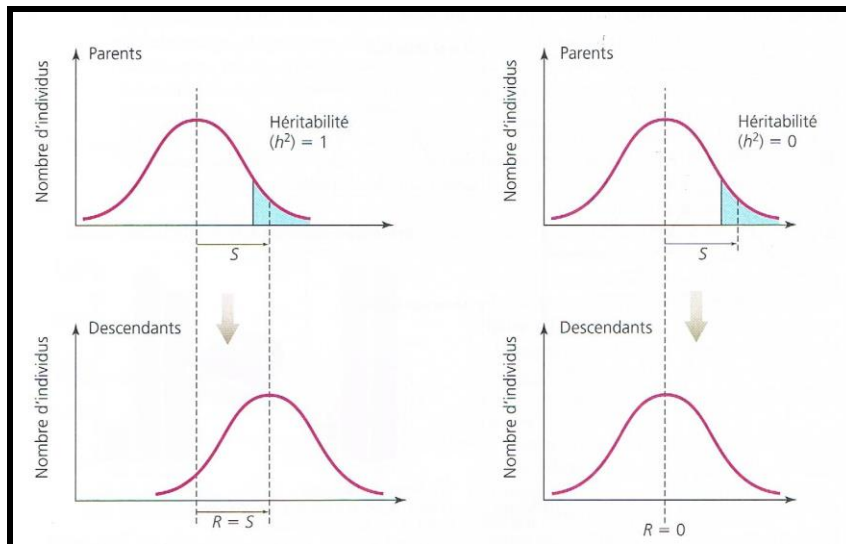 Parents
Nombre d'individus
Héritabilité
(h²) = 1
S
Descendants
Nombre d'individus
R = S
Parents
Nombre d'individus
Héritabilité
(h²) = 0
S
Descendants
Nombre d'individus
R = 0